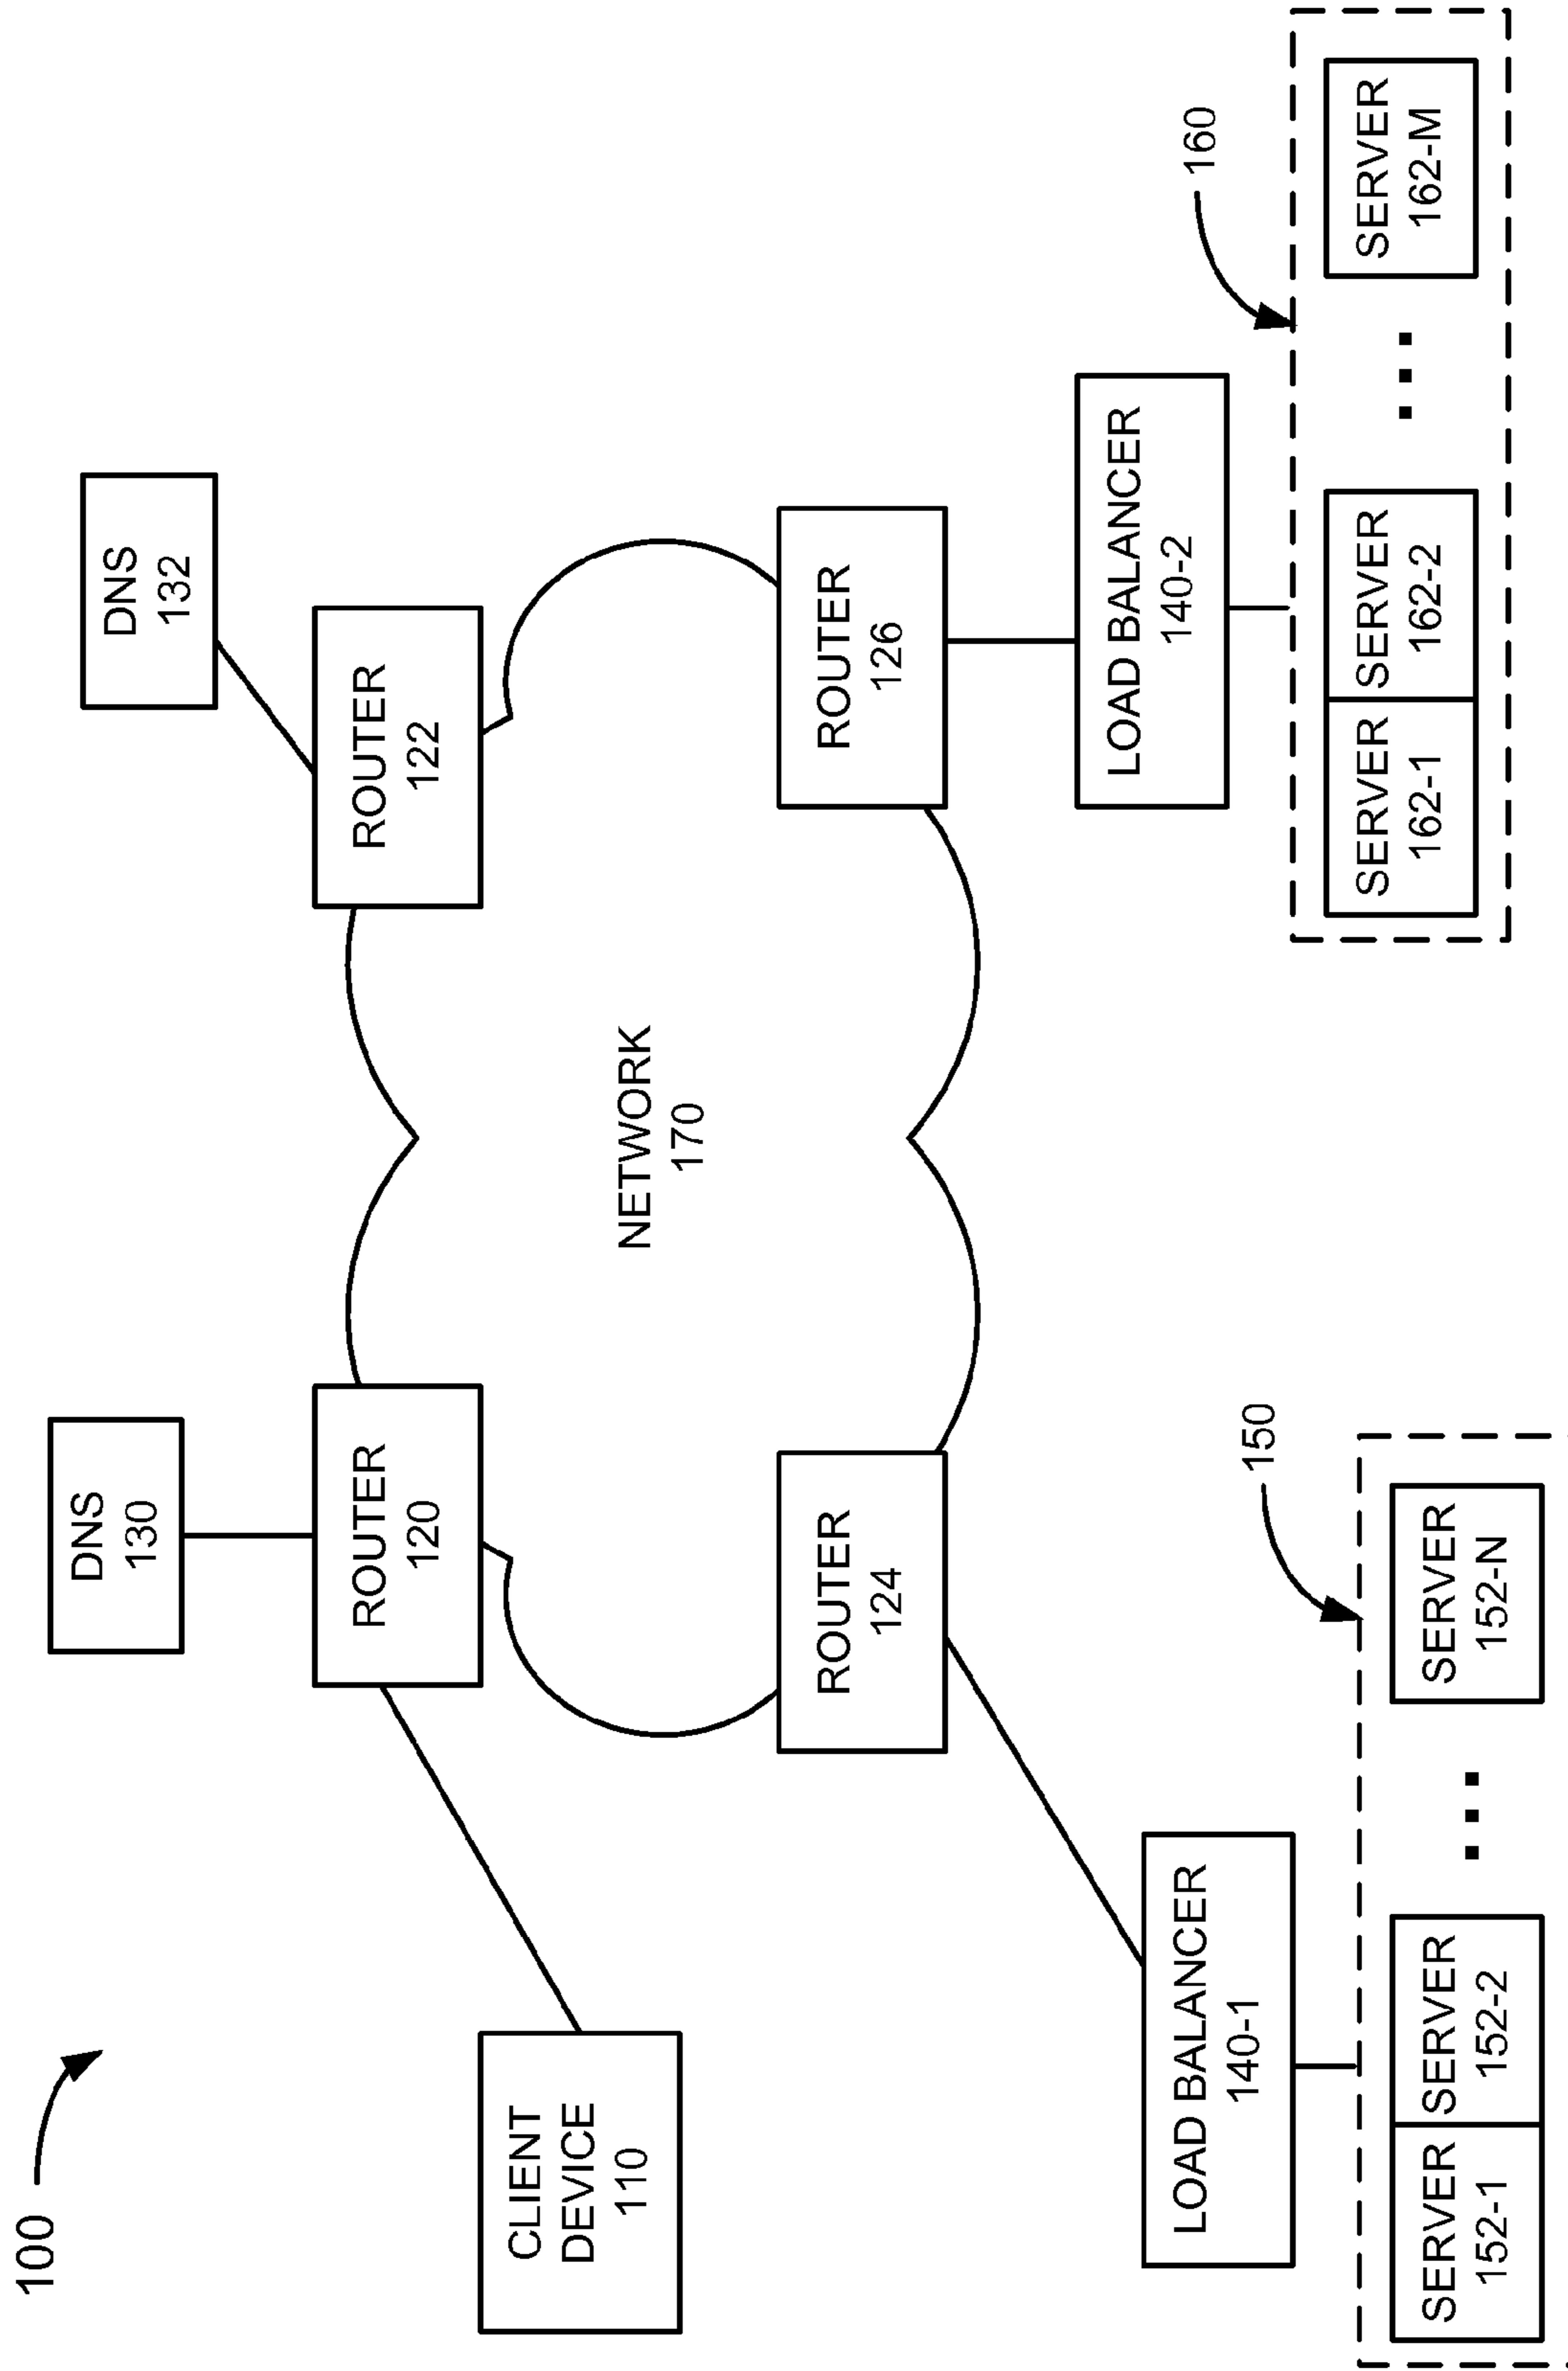 100
DNS
130
DNS
132
CLIENT
DEVICE
110
ROUTER
120
ROUTER
122
NETWORK
170
ROUTER
124
ROUTER
126
LOAD BALANCER
140-1
LOAD BALANCER
140-2
150
160
SERVER
152-1
SERVER
152-2
...
SERVER
152-N
SERVER
162-1
SERVER
162-2
...
SERVER
162-M